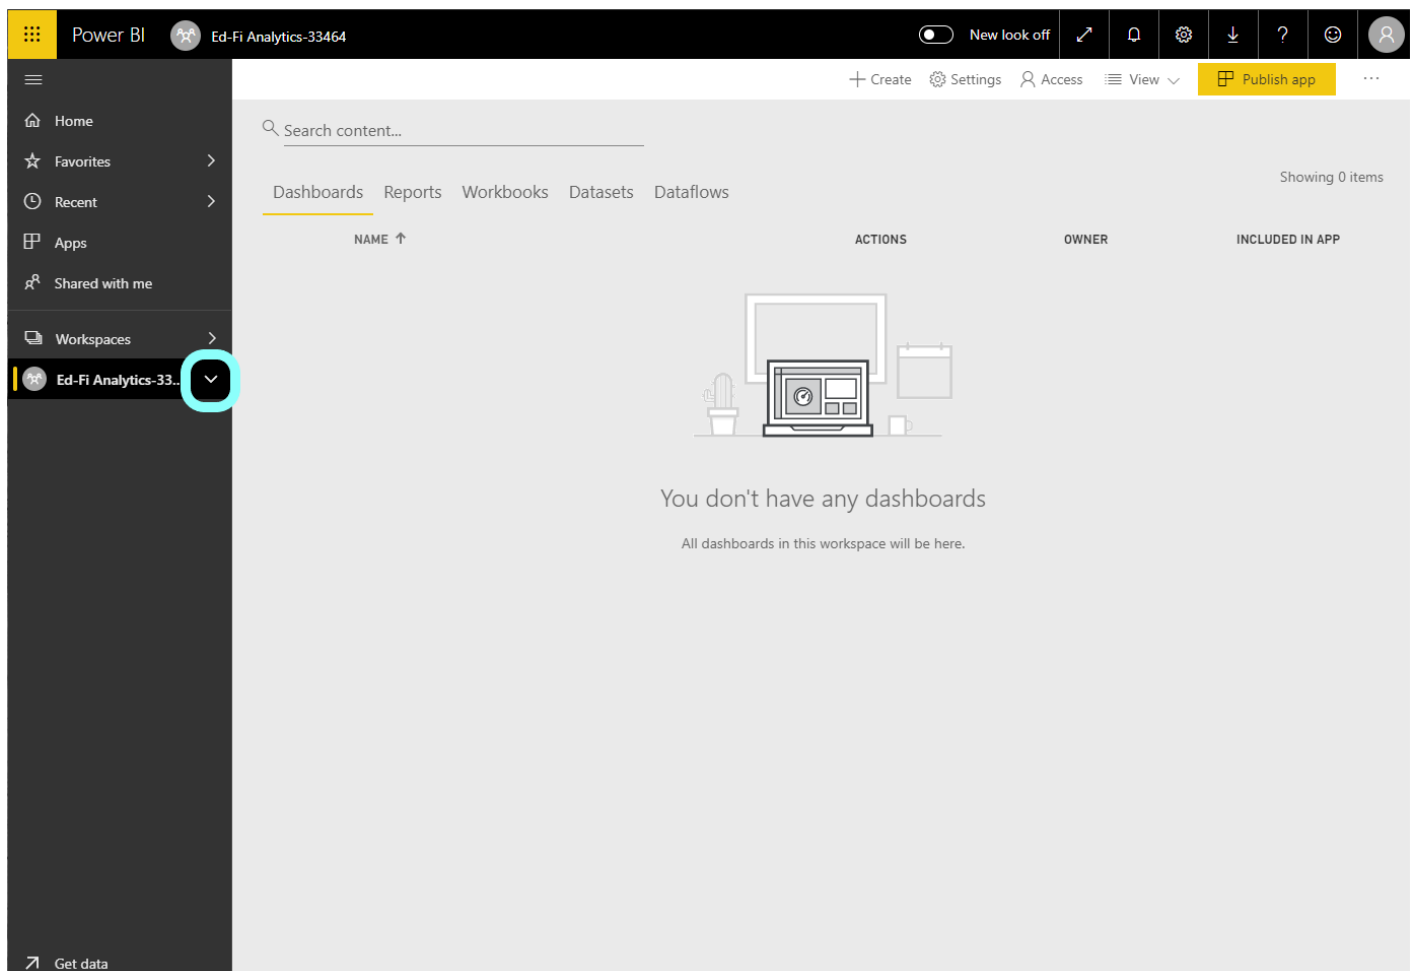 Power BI Ed-Fi Analytics-33464 New look off
Create Settings Access View Publish app ...
Home
Favorites
Recent
Apps
Shared with me
Workspaces
Ed-Fi Analytics-33...
Get data
Search content...
Showing 0 items
Dashboards Reports Workbooks Datasets Dataflows
NAME ACTIONS OWNER INCLUDED IN APP
You don't have any dashboards
All dashboards in this workspace will be here.